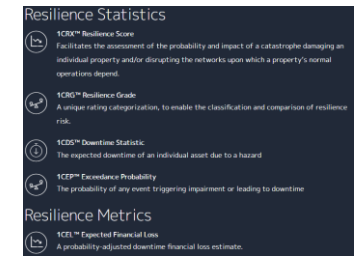 Resilience Statistics
1CRX™ Resilience Score
Facilitates the assessment of the probability and impact of a catastrophe damaging an
individual property and/or disrupting the networks upon which a property's normal
operations depend.
1CRG™ Resilience Grade
A unique rating categorization, to enable the classification and comparison of resilience
risk.
1CDS™ Downtime Statistic
The expected downtime of an individual asset due to a hazard
1CEP™ Exceedance Probability
The probability of any event triggering impairment or leading to downtime
Resilience Metrics
1CEL™ Expected Financial Loss
A probability-adjusted downtime financial loss estimate.